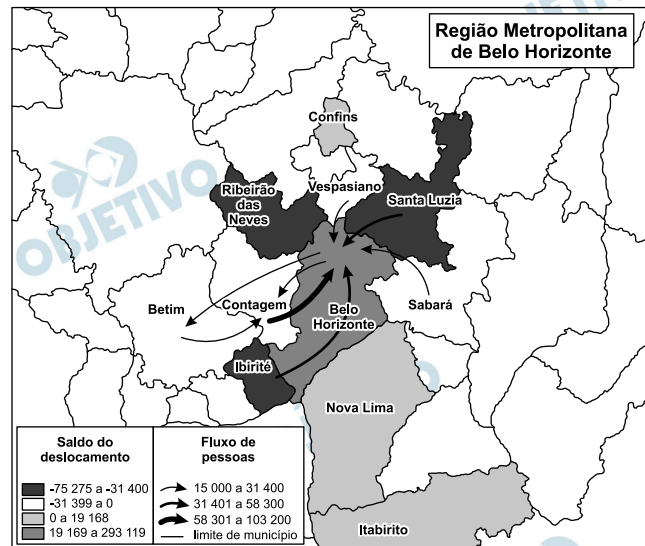 Região Metropolitana
de Belo Horizonte
Confins
Ribeirão
das
Neves
Vespasiano
Santa Luzia
OBJETIVO
Betim
Contagem
Belo
Horizonte
Sabará
Ibirité
Nova Lima
Itabirito
Saldo do
deslocamento
-75 275 a -31 400
-31 399 a 0
0 a 19 168
19 169 a 293 119
Fluxo de
pessoas
15 000 a 31 400
31 401 a 58 300
58 301 a 103 200
limite de município